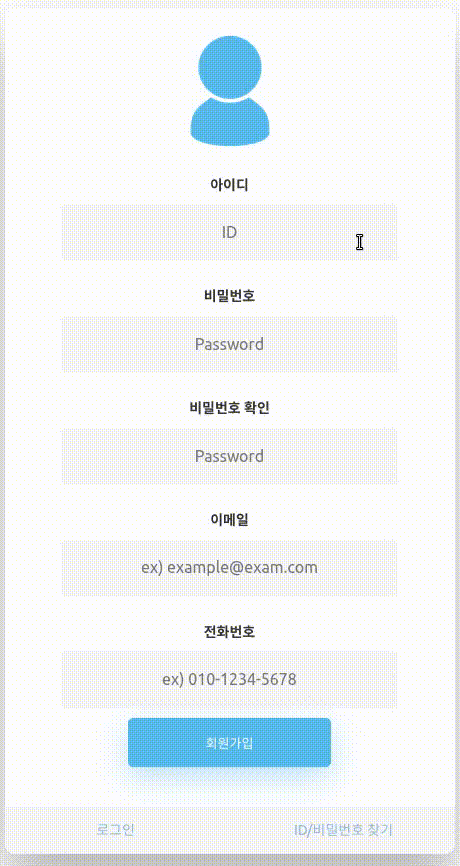 아이디
ID
비밀번호
Password
비밀번호 확인
Password
이메일
ex) example@exam.com
전화번호
ex) 010-1234-5678
회원가입
로그인
ID/비밀번호 찾기